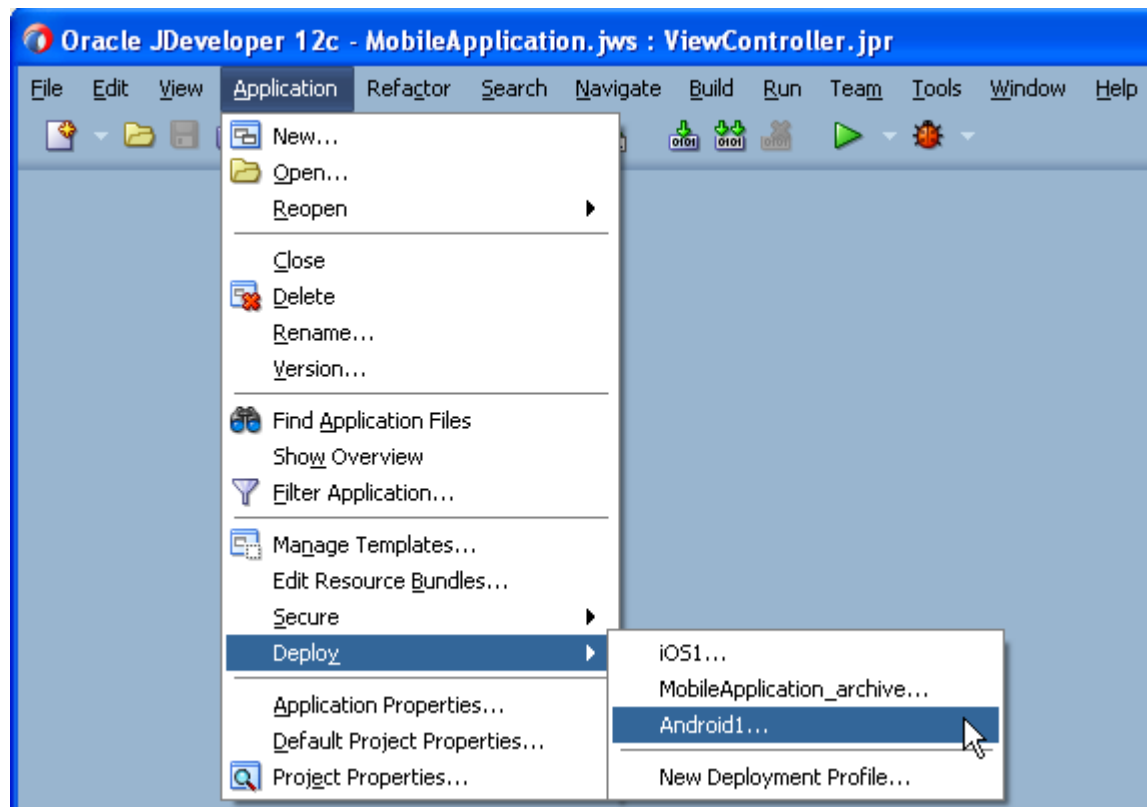 Oracle JDeveloper 12c - MobileApplication.jws : ViewController.jpr
File Edit View Application Refactor Search Navigate Build Run Team Tools Window Help
New...
Open...
Reopen
Close
Delete
Rename...
Version...
Find Application Files
Show Overview
Filter Application...
Manage Templates...
Edit Resource Bundles...
Secure
Deploy
iOS1...
MobileApplication_archive...
Android1...
New Deployment Profile...
Application Properties...
Default Project Properties...
Project Properties...